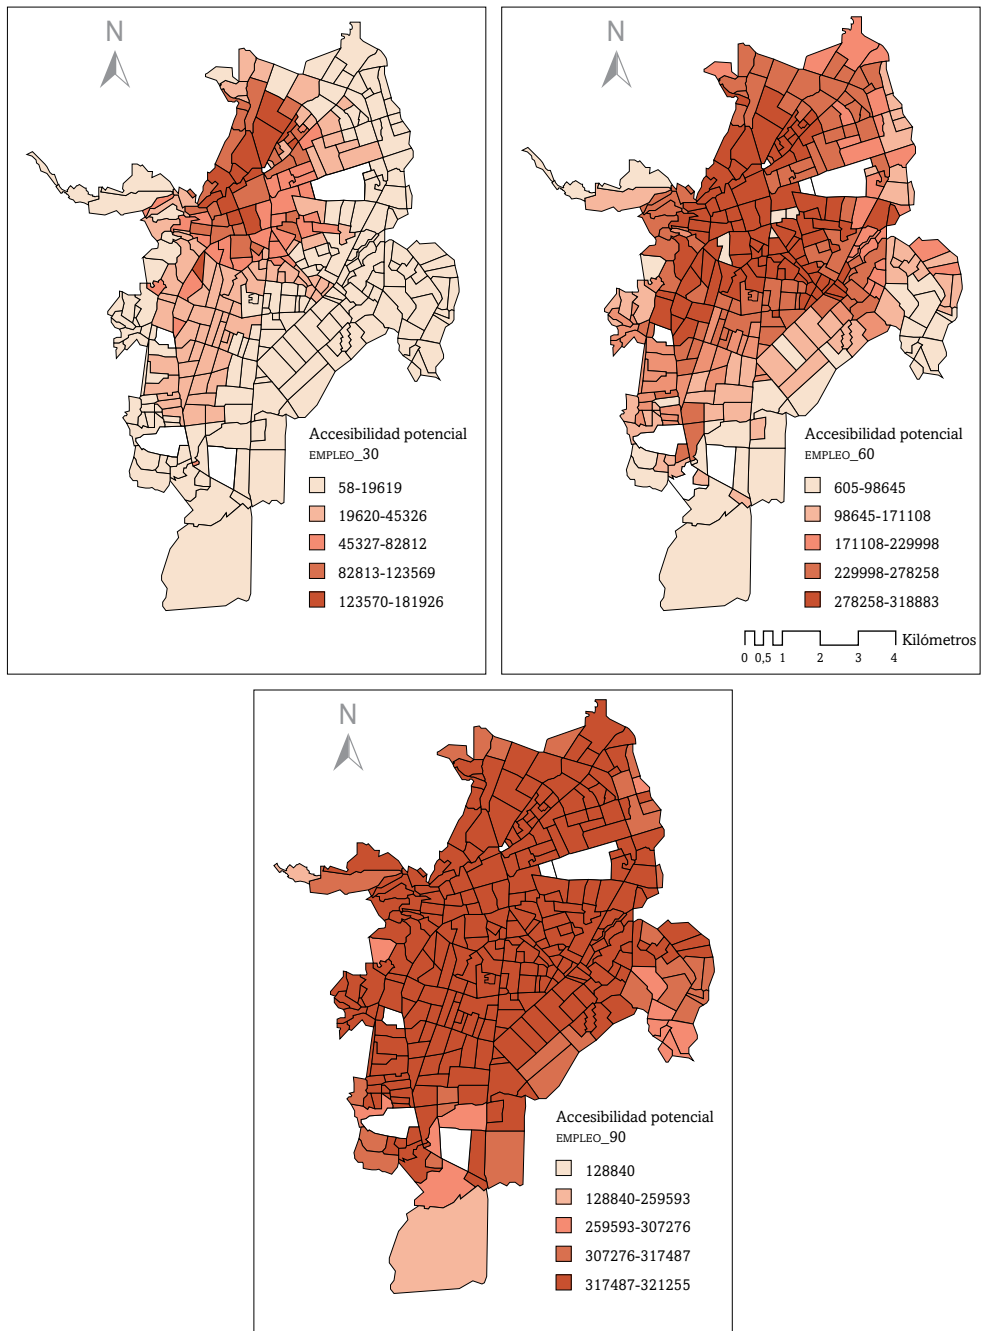 N
Accesibilidad potencial
EMPLEO_30
58-19619
19620-45326
45327-82812
82813-123569
123570-181926
N
Accesibilidad potencial
EMPLEO_60
605-98645
98645-171108
171108-229998
229998-278258
278258-318883
Kilómetros
0 0,5 1 2 3 4
N
Accesibilidad potencial
EMPLEO_90
128840
128840-259593
259593-307276
307276-317487
317487-321255